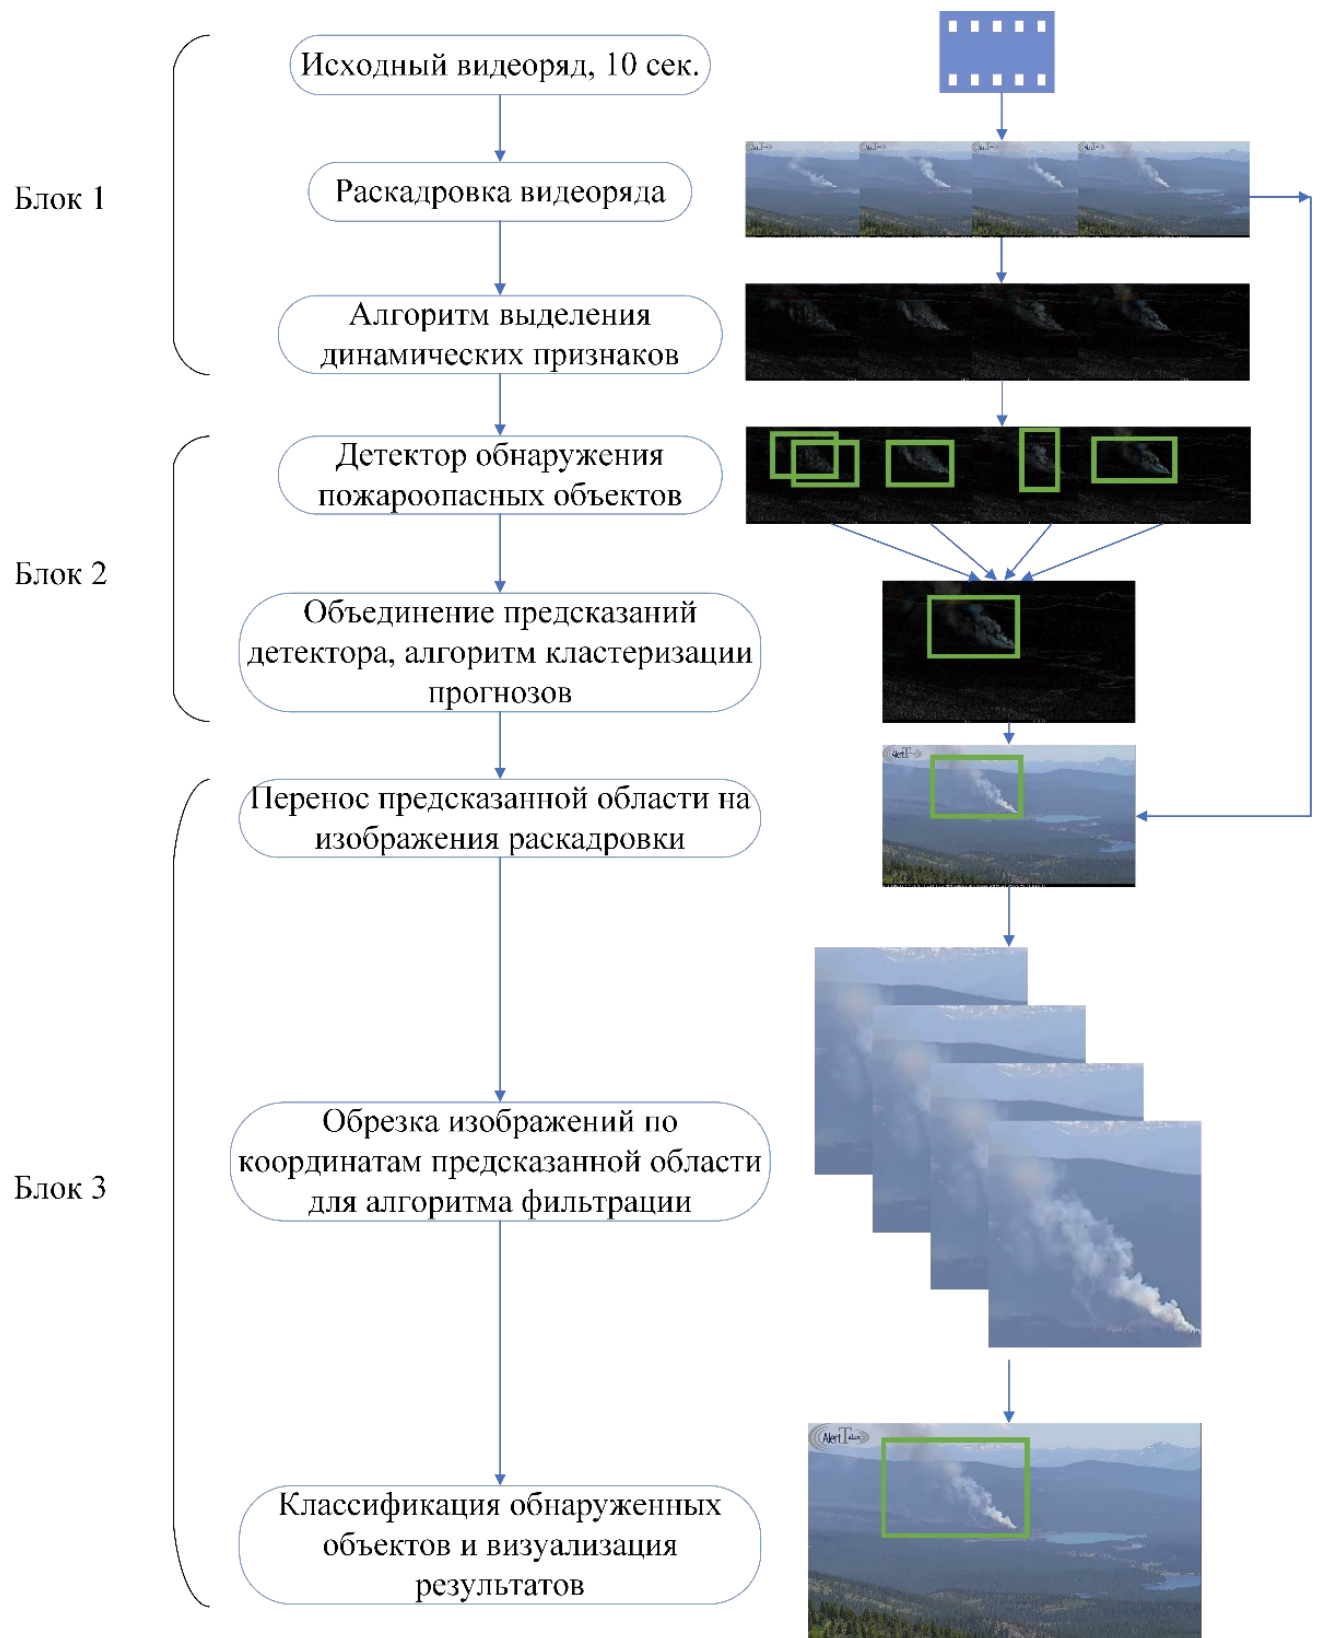 Исходный видеоряд, 10 сек.
Блок 1
Раскадровка видеоряда
Алгоритм выделения
динамических признаков
Детектор обнаружения
пожароопасных объектов
Блок 2
Объединение предсказаний
детектора, алгоритм кластеризации
прогнозов
Перенос предсказанной области на
изображения раскадровки
Обрезка изображений по
координатам предсказанной области
для алгоритма фильтрации
Блок 3
Классификация обнаруженных
объектов и визуализация
результатов
Alert